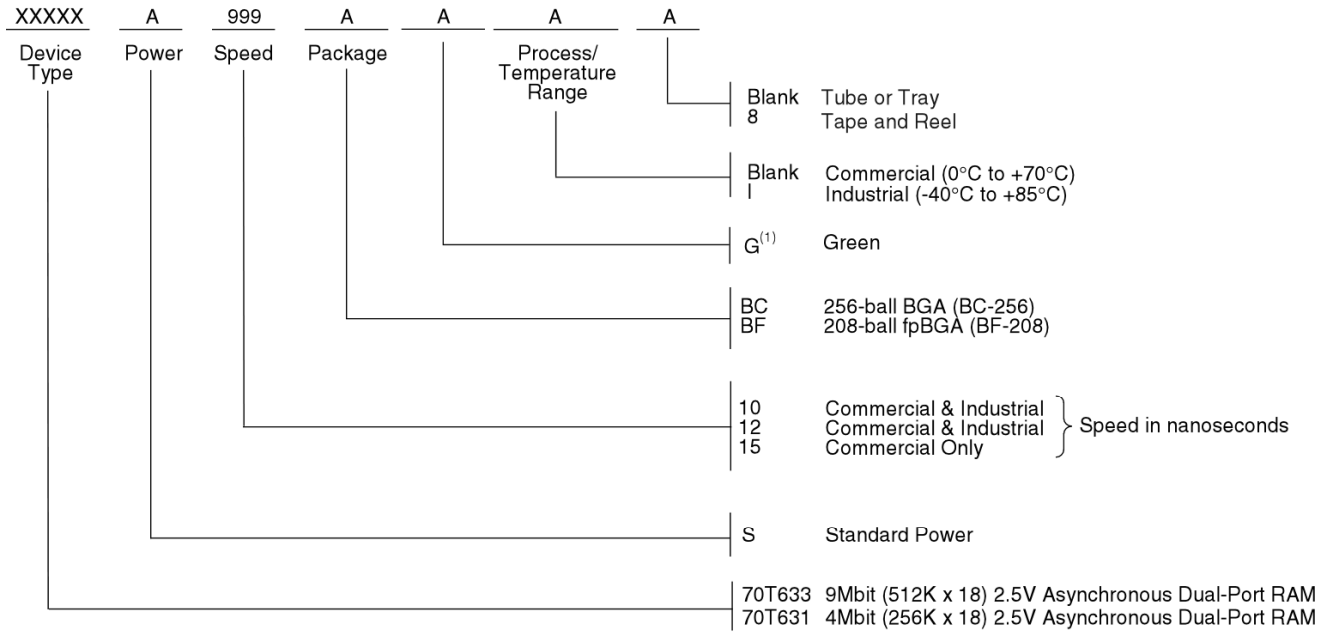 XXXXX A 999 A A A A
Device Type Power Speed Package Process/ Temperature Range
Blank Tube or Tray
8 Tape and Reel
Blank Commercial (0°C to +70°C)
I Industrial (-40°C to +85°C)
G(1) Green
BC 256-ball BGA (BC-256)
BF 208-ball fpBGA (BF-208)
10 Commercial & Industrial
12 Commercial & Industrial Speed in nanoseconds
15 Commercial Only
S Standard Power
70T633 9Mbit (512K x 18) 2.5V Asynchronous Dual-Port RAM
70T631 4Mbit (256K x 18) 2.5V Asynchronous Dual-Port RAM